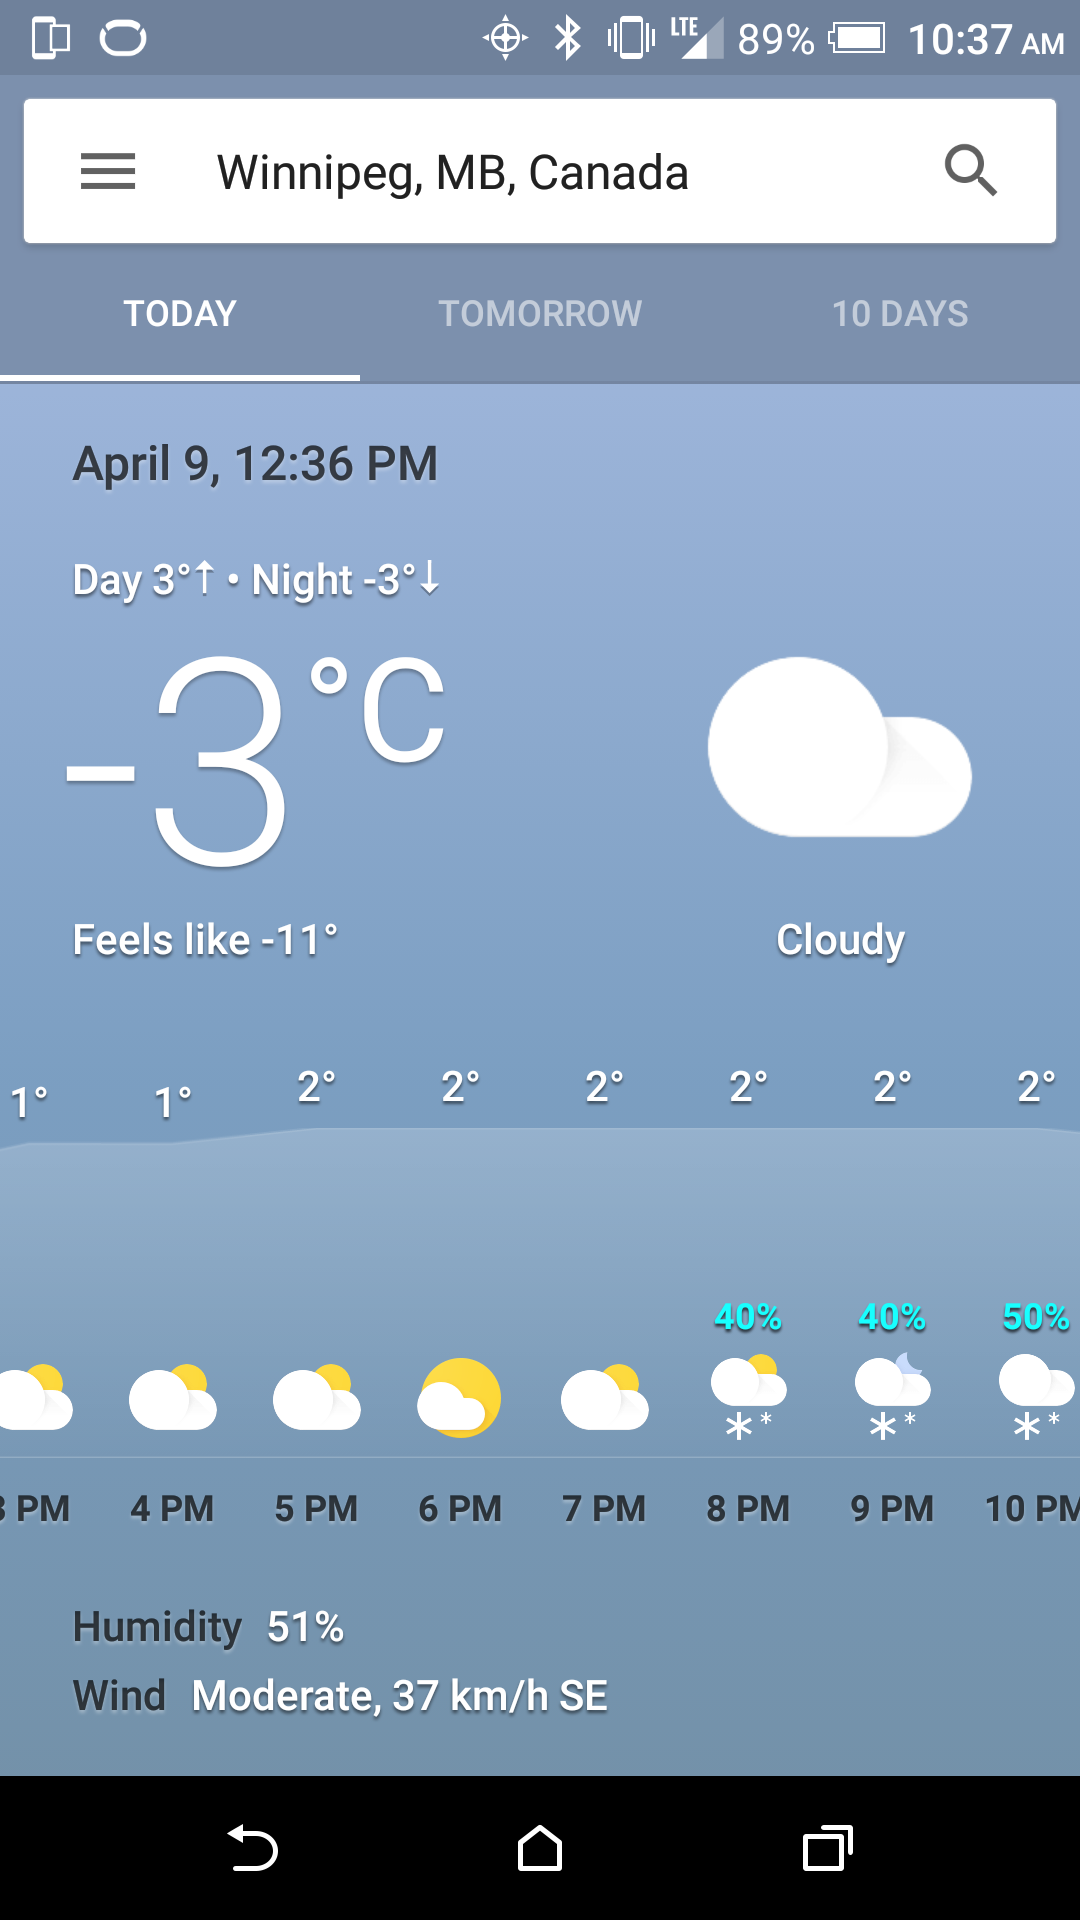 LTE 89% 10:37 AM
Winnipeg, MB, Canada
TODAY TOMORROW 10 DAYS
April 9, 12:36 PM
Day 3°↑ • Night -3°↓
-3°C
Feels like -11° Cloudy
1° 1° 2° 2° 2° 2° 2° 2°
40% 40% 50%
3 PM 4 PM 5 PM 6 PM 7 PM 8 PM 9 PM 10 PM
Humidity 51%
Wind Moderate, 37 km/h SE